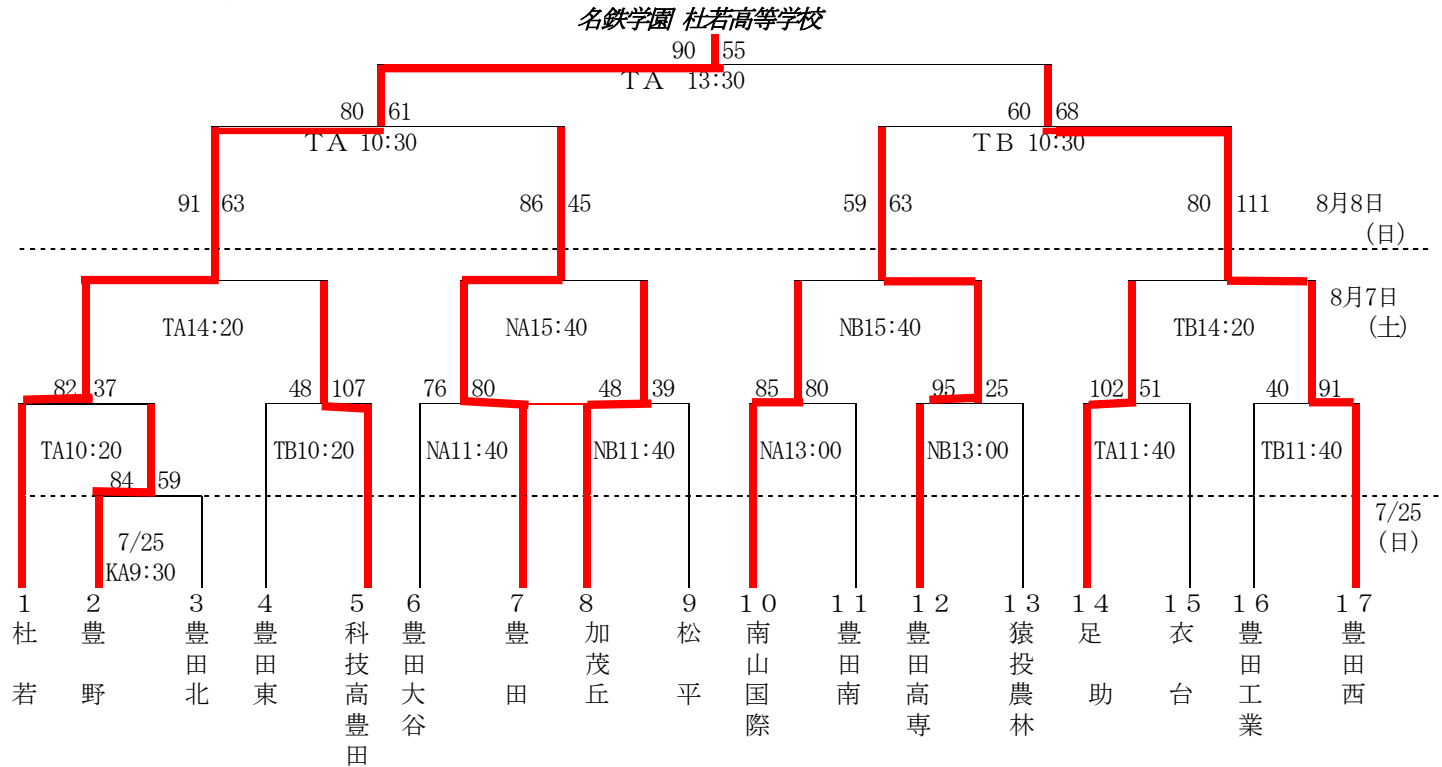 名鉄学園 杜若高等学校
90 55
ＴＡ 13:30
80 61
60 68
ＴＡ 10:30
ＴＢ 10:30
91 63
86 45
59 63
80 111
8月8日
(日)
8月7日
(土)
TA14:20
NA15:40
NB15:40
TB14:20
82 37
48 107
76 80
48 39
85 80
95 25
102 51
40 91
TA10:20
TB10:20
NA11:40
NB11:40
NA13:00
NB13:00
TA11:40
TB11:40
84 59
7/25
(日)
7/25
KA9:30
１ ２ ３ ４ ５ ６ ７ ８ ９ １０ １１ １２ １３ １４ １５ １６ １７
杜若
豊野
豊田北
豊田東
科技高豊田
豊田大谷
豊田
加茂丘
松平
南山国際
豊田南
豊田高専
猿投農林
足助
衣台
豊田工業
豊田西